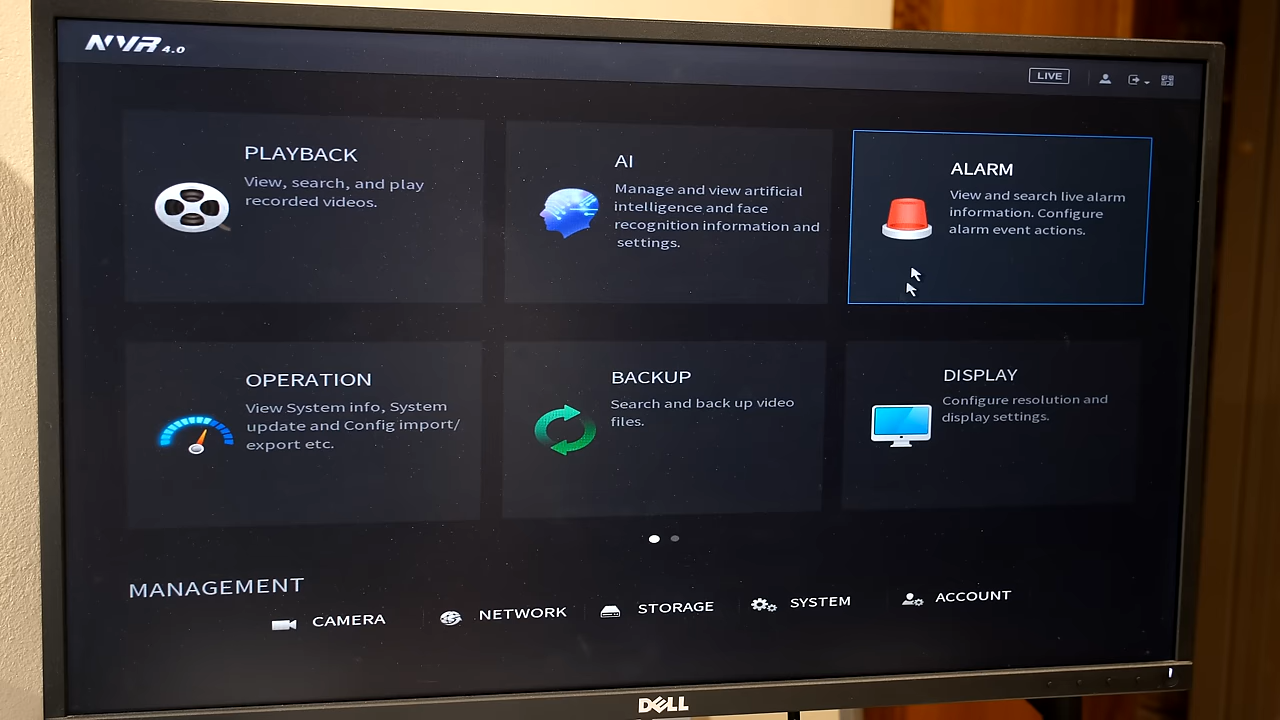 NVR 4.0
LIVE
PLAYBACK
View, search, and play
recorded videos.
AI
Manage and view artificial
intelligence and face
recognition information and
settings.
ALARM
View and search live alarm
information. Configure
alarm event actions.
OPERATION
View System info, System
update and Config import/
export etc.
BACKUP
Search and back up video
files.
DISPLAY
Configure resolution and
display settings.
MANAGEMENT
CAMERA
NETWORK
STORAGE
SYSTEM
ACCOUNT
DELL